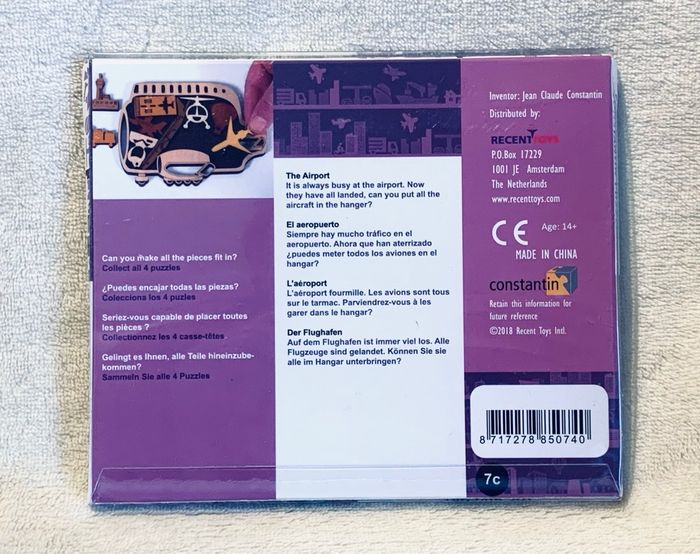 Can you make all the pieces fit in?
Collect all 4 puzzles
¿Puedes encajar todas las piezas?
Colecciona los 4 puzles
Seriez-vous capable de placer toutes
les pièces ?
Collectionnez les 4 casse-têtes
Gelingt es Ihnen, alle Teile hineinzube-
kommen?
Sammeln Sie alle 4 Puzzles
The Airport
It is always busy at the airport. Now
they have all landed, can you put all the
aircraft in the hanger?
El aeropuerto
Siempre hay mucho tráfico en el
aeropuerto. Ahora que han aterrizado
¿puedes meter todos los aviones en el
hangar?
L'aéroport
L'aéroport fourmille. Les avions sont tous
sur le tarmac. Parviendrez-vous à les
garer dans le hangar?
Der Flughafen
Auf dem Flughafen ist immer viel los. Alle
Flugzeuge sind gelandet. Können Sie sie
alle im Hangar unterbringen?
Inventor: Jean Claude Constantin
Distributed by:
RECENTTOYS
P.O.Box 17229
1001 JE Amsterdam
The Netherlands
www.recenttoys.com
CE Age: 14+
MADE IN CHINA
constantin
Retain this information for
future reference
©2018 Recent Toys Intl.
8 717278 850740
7c